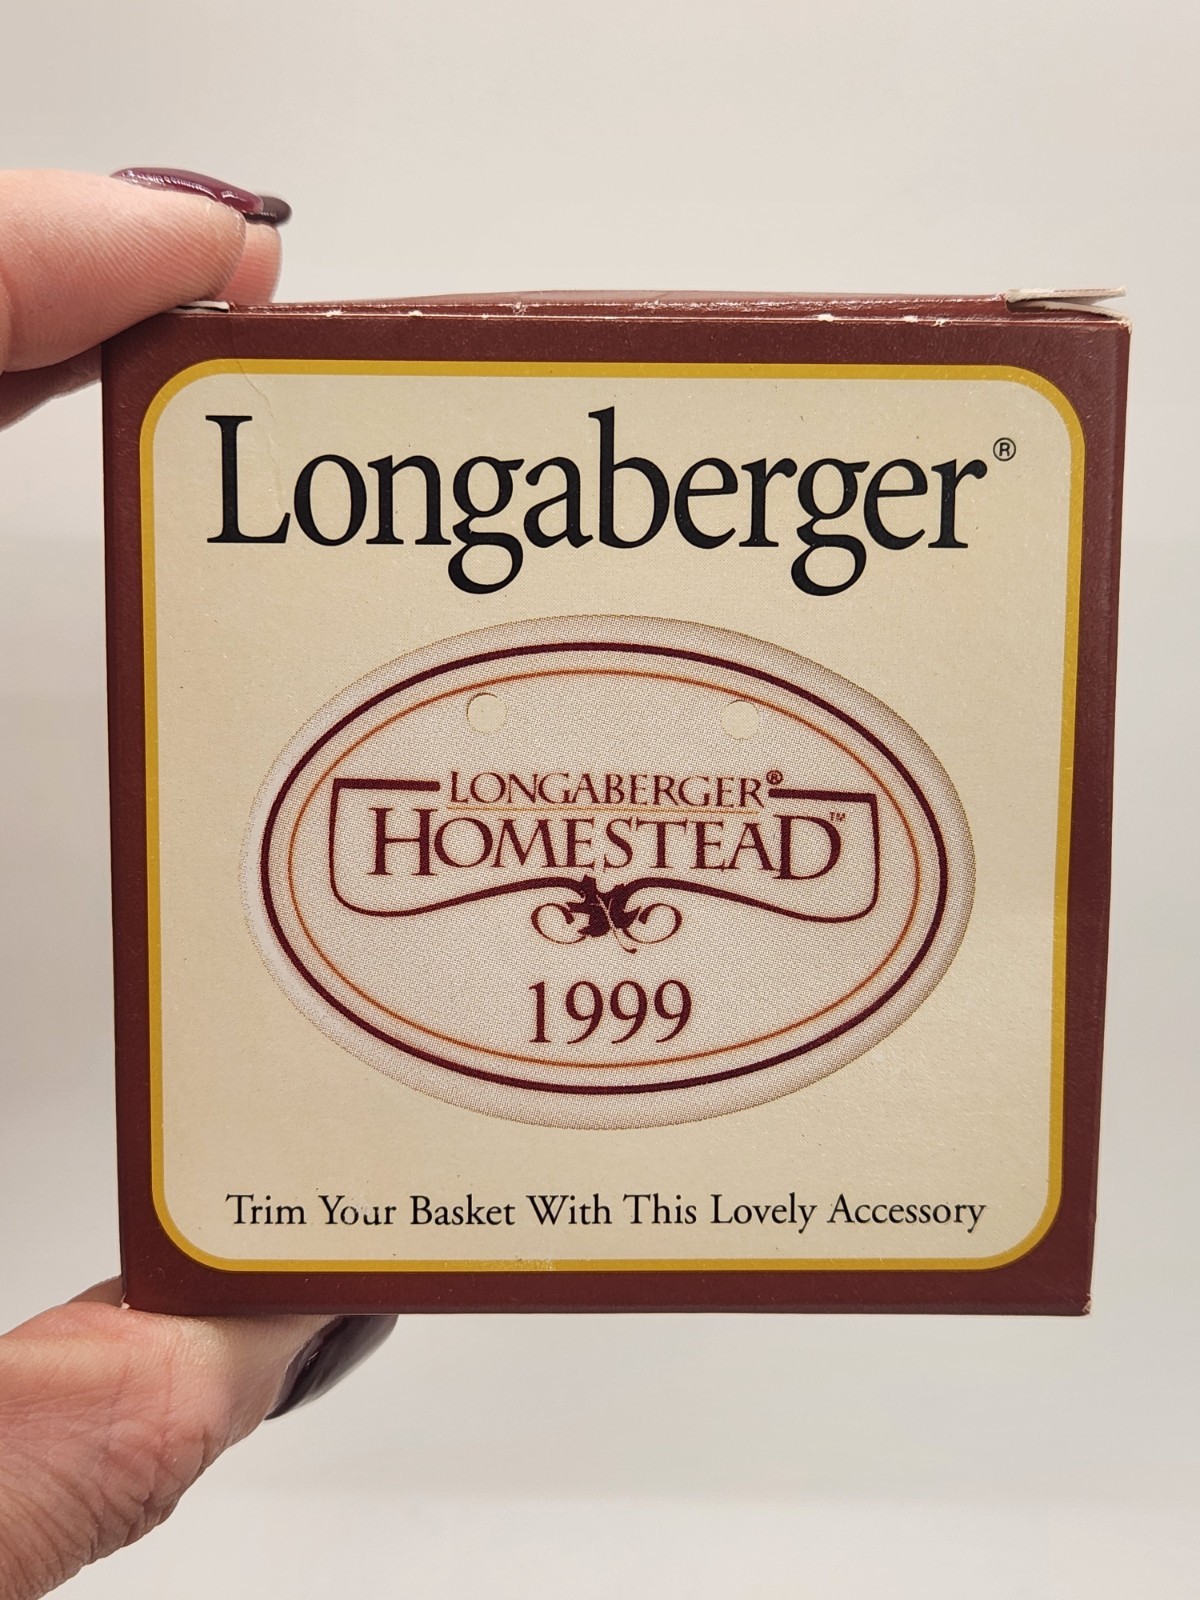 Longaberger®
LONGABERGER®
HOMESTEAD™
1999
Trim Your Basket With This Lovely Accessory